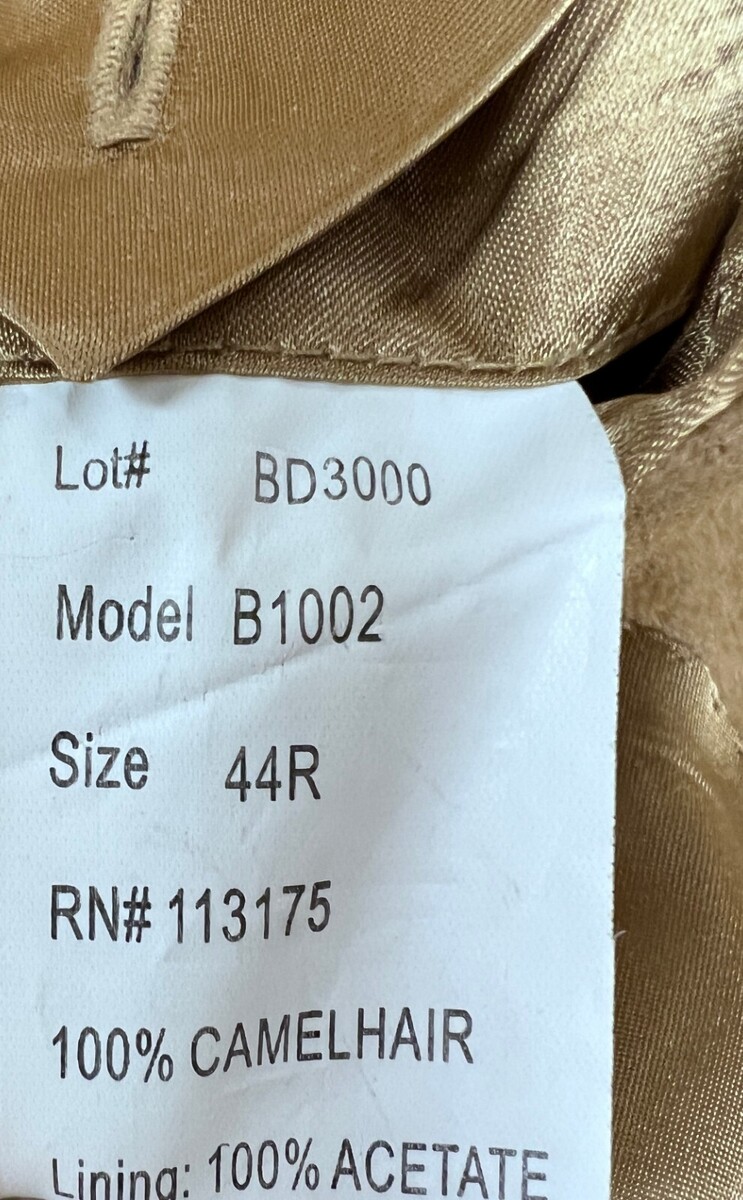 Lot# BD3000
Model B1002
Size 44R
RN# 113175
100% CAMELHAIR
Lining: 100% ACETATE